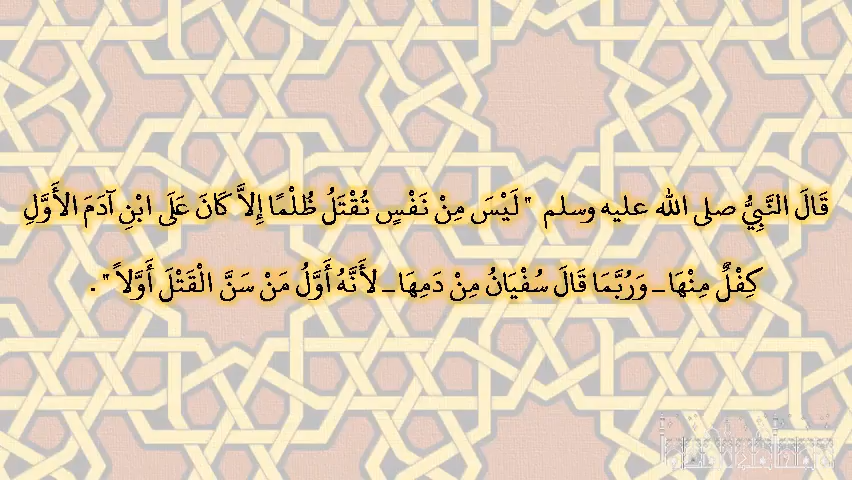 قَالَ النَّبِيُّ صلى الله عليه وسلم ‏ "‏ لَيْسَ مِنْ نَفْسٍ تُقْتَلُ ظُلْمًا إِلاَّ كَانَ عَلَى ابْنِ آدَمَ الأَوَّلِ
كِفْلٌ مِنْهَا ـ وَرُبَّمَا قَالَ سُفْيَانُ مِنْ دَمِهَا ـ لأَنَّهُ أَوَّلُ مَنْ سَنَّ الْقَتْلَ أَوَّلاً ‏"‏ ‏.‏